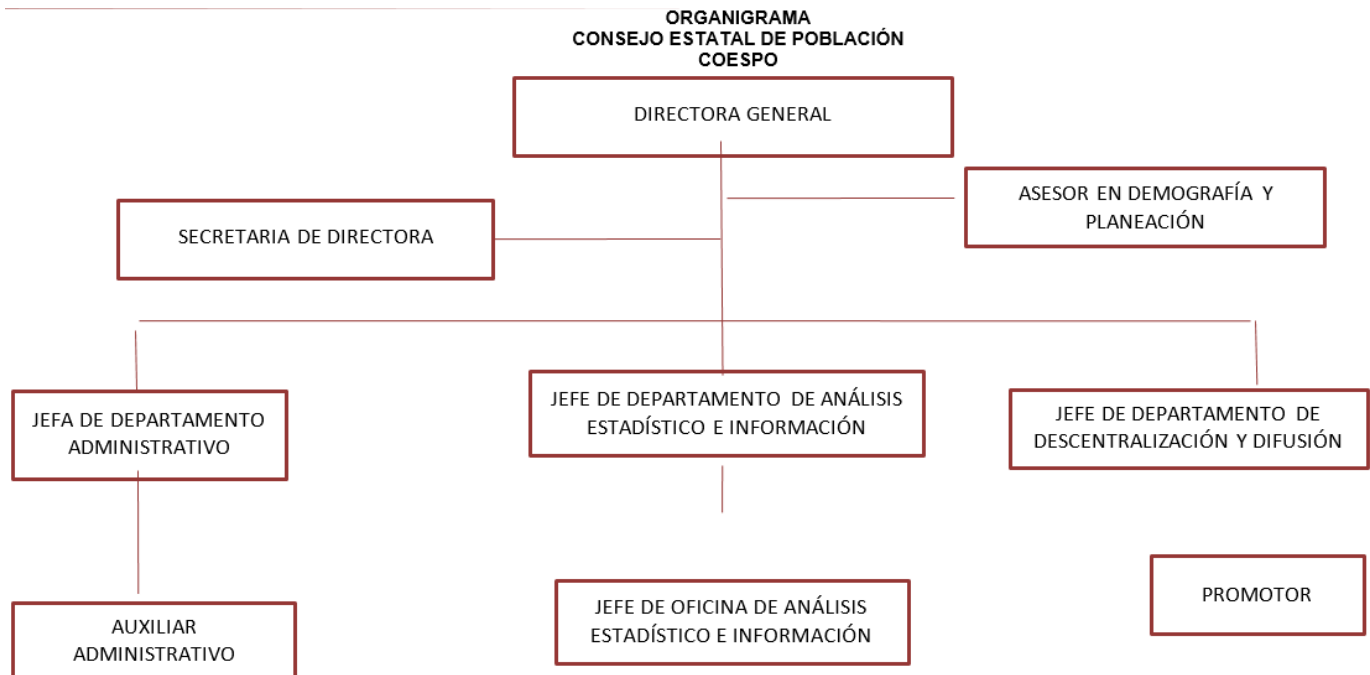 ORGANIGRAMA
CONSEJO ESTATAL DE POBLACIÓN
COESPO
DIRECTORA GENERAL
ASESOR EN DEMOGRAFÍA Y
PLANEACIÓN
SECRETARIA DE DIRECTORA
JEFA DE DEPARTAMENTO
ADMINISTRATIVO
JEFE DE DEPARTAMENTO DE ANÁLISIS
ESTADÍSTICO E INFORMACIÓN
JEFE DE DEPARTAMENTO DE
DESCENTRALIZACIÓN Y DIFUSIÓN
AUXILIAR
ADMINISTRATIVO
JEFE DE OFICINA DE ANÁLISIS
ESTADÍSTICO E INFORMACIÓN
PROMOTOR